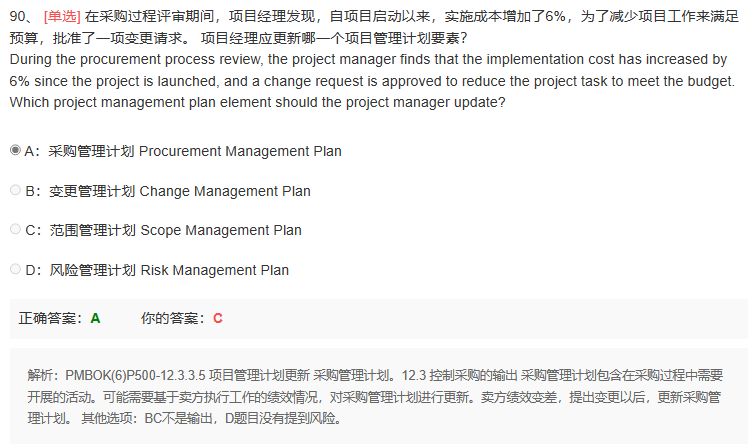 90、 [单选] 在采购过程评审期间，项目经理发现，自项目启动以来，实施成本增加了6%，为了减少项目工作来满足
预算，批准了一项变更请求。 项目经理应更新哪一个项目管理计划要素？
During the procurement process review, the project manager finds that the implementation cost has increased by
6% since the project is launched, and a change request is approved to reduce the project task to meet the budget.
Which project management plan element should the project manager update?
A：采购管理计划 Procurement Management Plan
B：变更管理计划 Change Management Plan
C：范围管理计划 Scope Management Plan
D：风险管理计划 Risk Management Plan
正确答案：A 你的答案：C
解析：PMBOK(6)P500-12.3.3.5 项目管理计划更新 采购管理计划。12.3 控制采购的输出 采购管理计划包含在采购过程中需要
开展的活动。可能需要基于卖方执行工作的绩效情况，对采购管理计划进行更新。卖方绩效变差，提出变更以后，更新采购管
理计划。 其他选项：BC不是输出，D题目没有提到风险。